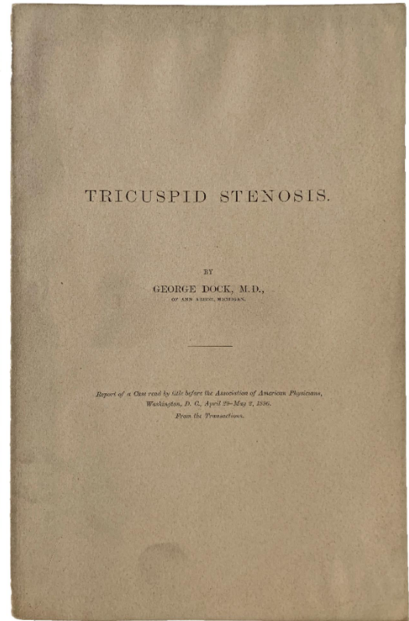 TRICUSPID STENOSIS.
BY
GEORGE DOCK, M.D.,
OF ANN ARBOR, MICHIGAN.
Report of a Case read by title before the Association of American Physicians,
Washington, D. C., April 29–May 2, 1896.
From the Transactions.